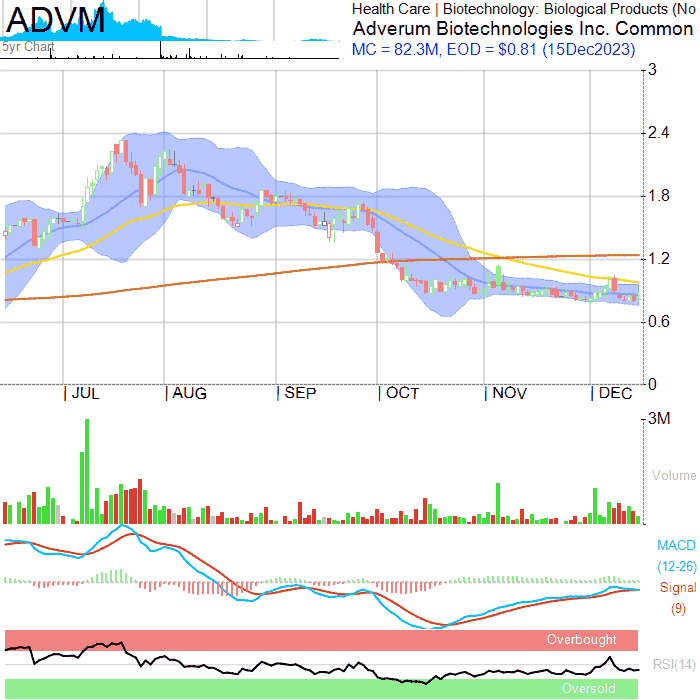 ADVM
5yr Chart
Health Care | Biotechnology: Biological Products (No
Adverum Biotechnologies Inc. Common
MC = 82.3M, EOD = $0.81 (15Dec2023)
3
2.4
1.8
1.2
0.6
0
JUL AUG SEP OCT NOV DEC
3M
Volume
MACD
(12-26)
Signal
(9)
Overbought
RSI(14)
Oversold